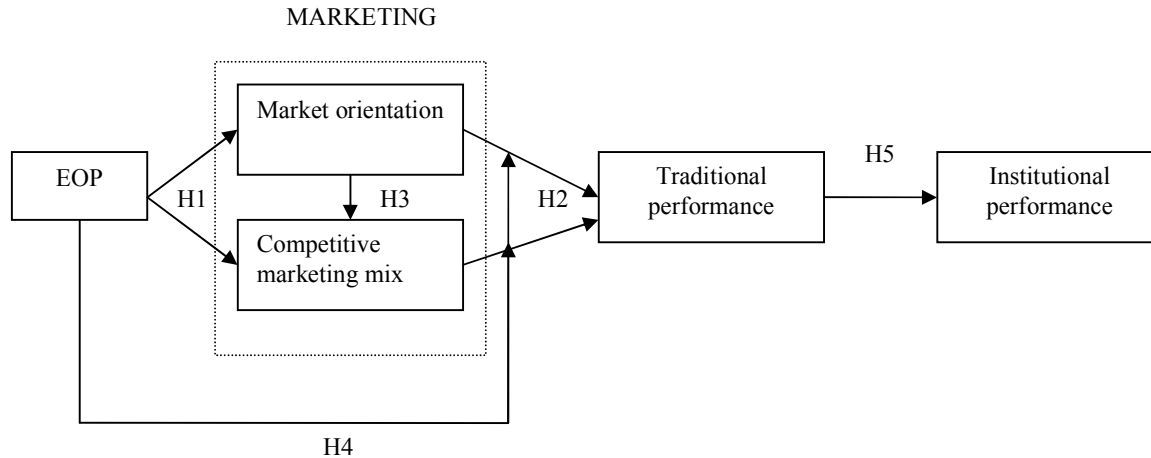 MARKETING
Market orientation
EOP
H1
H3
Competitive
marketing mix
H2
Traditional
performance
H5
Institutional
performance
H4